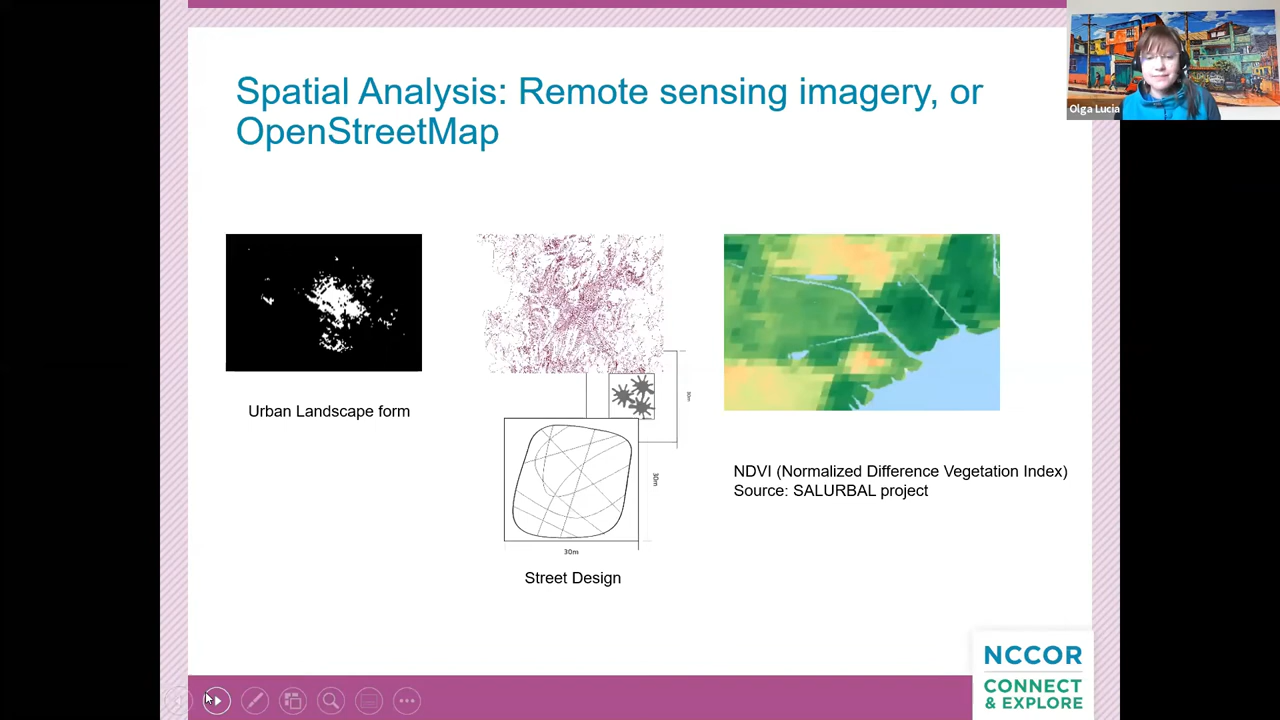 Olga Lucia
Spatial Analysis: Remote sensing imagery, or
OpenStreetMap
Urban Landscape form
30m
30m
Street Design
NDVI (Normalized Difference Vegetation Index)
Source: SALURBAL project
NCCOR
CONNECT
& EXPLORE